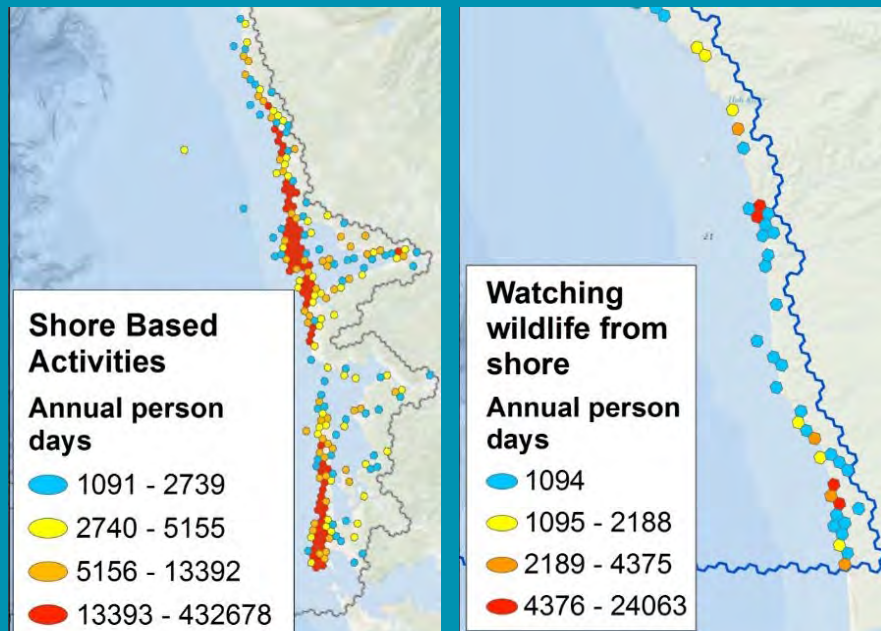 Shore Based
Activities
Annual person
days
1091 - 2739
2740 - 5155
5156 - 13392
13393 - 432678
Watching
wildlife from
shore
Annual person
days
1094
1095 - 2188
2189 - 4375
4376 - 24063